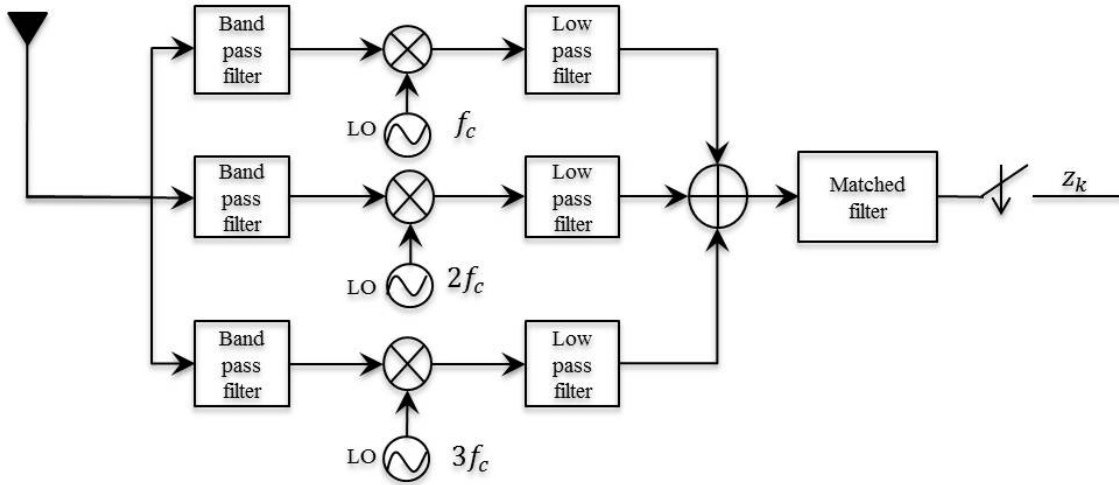 Band
pass
filter
Low
pass
filter
LO
f_c
Band
pass
filter
Low
pass
filter
Matched
filter
z_k
LO
2f_c
Band
pass
filter
Low
pass
filter
LO
3f_c